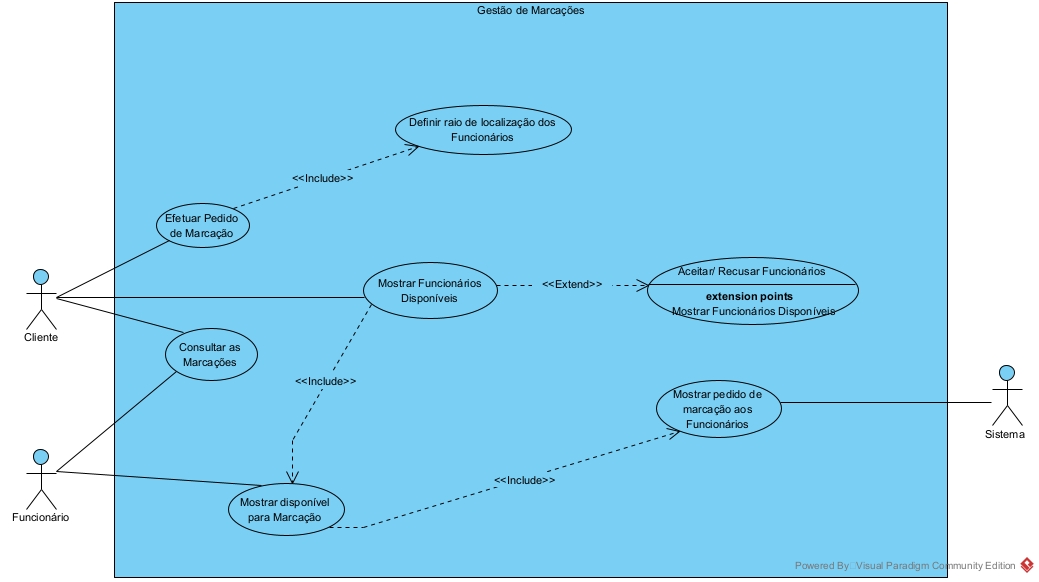 Gestão de Marcações
Definir raio de localização dos
Funcionários
<<Include>>
Efetuar Pedido
de Marcação
Mostrar Funcionários
Disponíveis
<<Extend>>
Aceitar/ Recusar Funcionários
extension points
Mostrar Funcionários Disponíveis
Cliente
Consultar as
Marcações
<<Include>>
Mostrar pedido de
marcação aos
Funcionários
Sistema
<<Include>>
Funcionário
Mostrar disponível
para Marcação
Powered By Visual Paradigm Community Edition